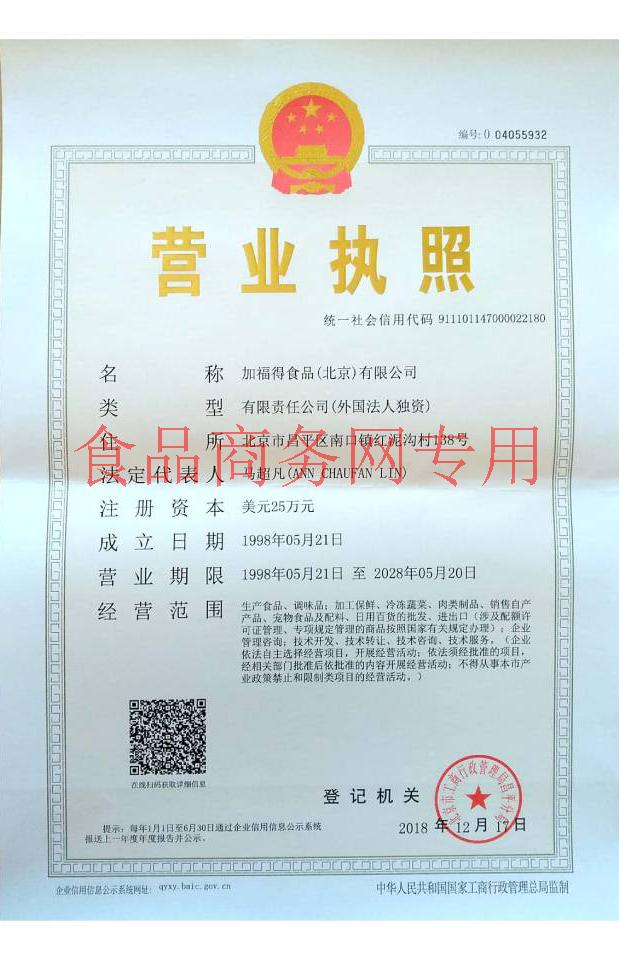 编号:0 04055932
营业执照
统一社会信用代码 911101147000022180
名称 加福得食品(北京)有限公司
类型 有限责任公司(外国法人独资)
住所 北京市昌平区南口镇红泥沟村138号
食品商务网专用
法定代表人 马超凡(ANN CHAUFAN LIN)
注册资本 美元25万元
成立日期 1998年05月21日
营业期限 1998年05月21日 至 2028年05月20日
经营范围 生产食品、调味品；加工保鲜、冷冻蔬菜、肉类制品、销售自产
产品、宠物食品及配料、日用百货的批发、进出口（涉及配额许
可证管理、专项规定管理的商品按照国家有关规定办理）；企业
管理咨询；技术开发、技术转让、技术咨询、技术服务。（企业
依法自主选择经营项目，开展经营活动；依法须经批准的项目，
经相关部门批准后依批准的内容开展经营活动；不得从事本市产
业政策禁止和限制类项目的经营活动。）
在线扫码获取详细信息
登记机关
北京市工商行政管理局昌平分局
2018 年 12 月 17 日
提示：每年1月1日至6月30日通过企业信用信息公示系统
报送上一年度年度报告并公示。
企业信用信息公示系统网址： qyxy.baic.gov.cn
中华人民共和国国家工商行政管理总局监制